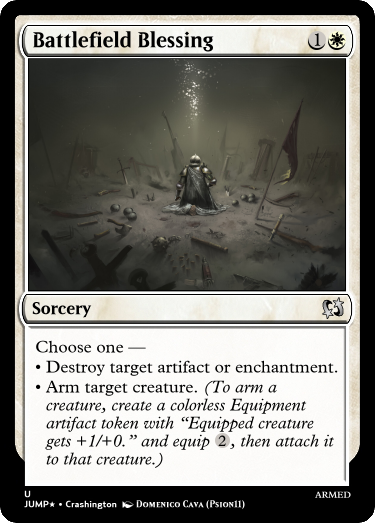 Battlefield Blessing 1
Sorcery
Choose one —
• Destroy target artifact or enchantment.
• Arm target creature. (To arm a
creature, create a colorless Equipment
artifact token with “Equipped creature
gets +1/+0.” and equip 2, then attach it
to that creature.)
U ARMED
JUMP★ • Crashington Domenico Cava (Psion11)